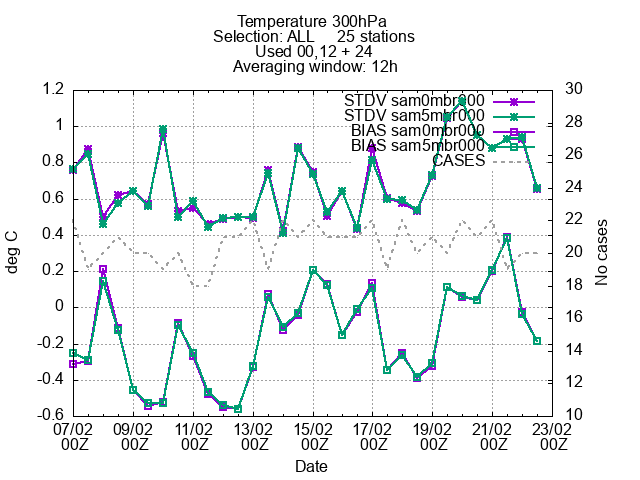 Temperature 300hPa
Selection: ALL 25 stations
Used 00,12 + 24
Averaging window: 12h
STDV sam0mbr000
STDV sam5mbr000
BIAS sam0mbr000
BIAS sam5mbr000
CASES
1.2
1
0.8
0.6
0.4
0.2
0
-0.2
-0.4
-0.6
deg C
30
28
26
24
22
20
18
16
14
12
10
No cases
07/02 09/02 11/02 13/02 15/02 17/02 19/02 21/02 23/02
00Z 00Z 00Z 00Z 00Z 00Z 00Z 00Z 00Z
Date